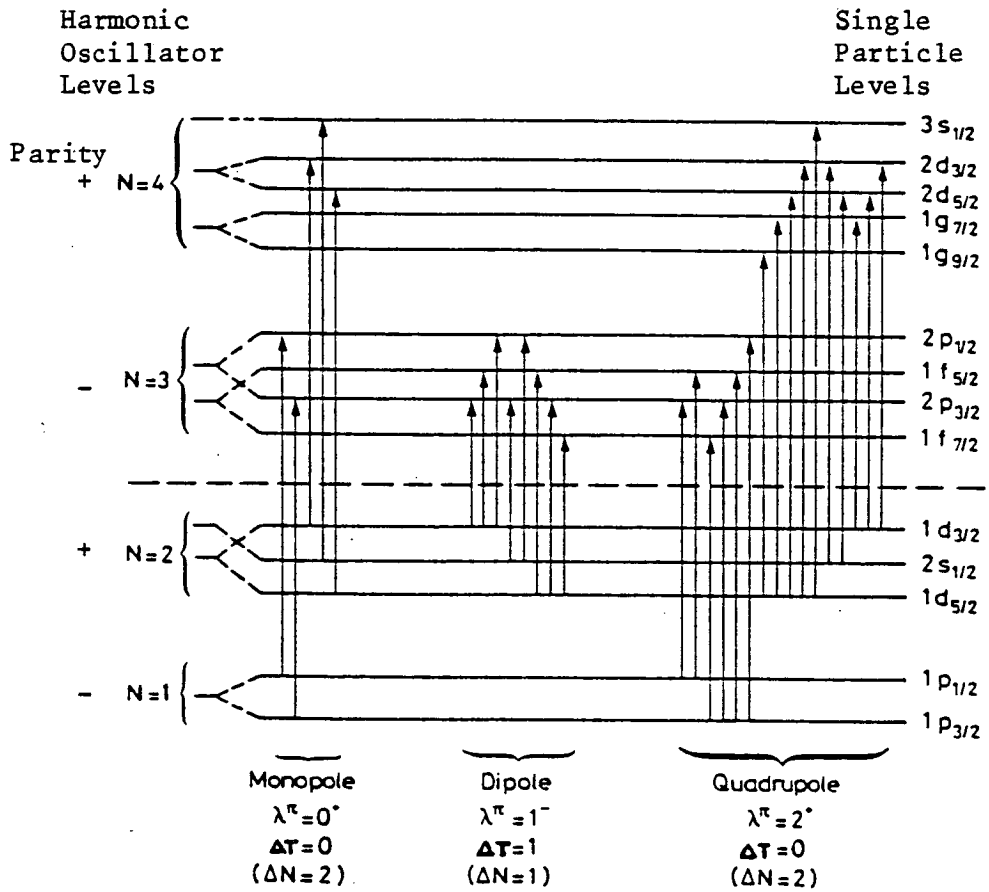 Harmonic
Oscillator
Levels
Single
Particle
Levels
Parity
+ N=4
3s1/2
2d3/2
2d5/2
1g7/2
1g9/2
- N=3
2p1/2
1f5/2
2p3/2
1f7/2
+ N=2
1d3/2
2s1/2
1d5/2
- N=1
1p1/2
1p3/2
Monopole
λπ=0+
ΔT=0
(ΔN=2)
Dipole
λπ=1-
ΔT=1
(ΔN=1)
Quadrupole
λπ=2+
ΔT=0
(ΔN=2)